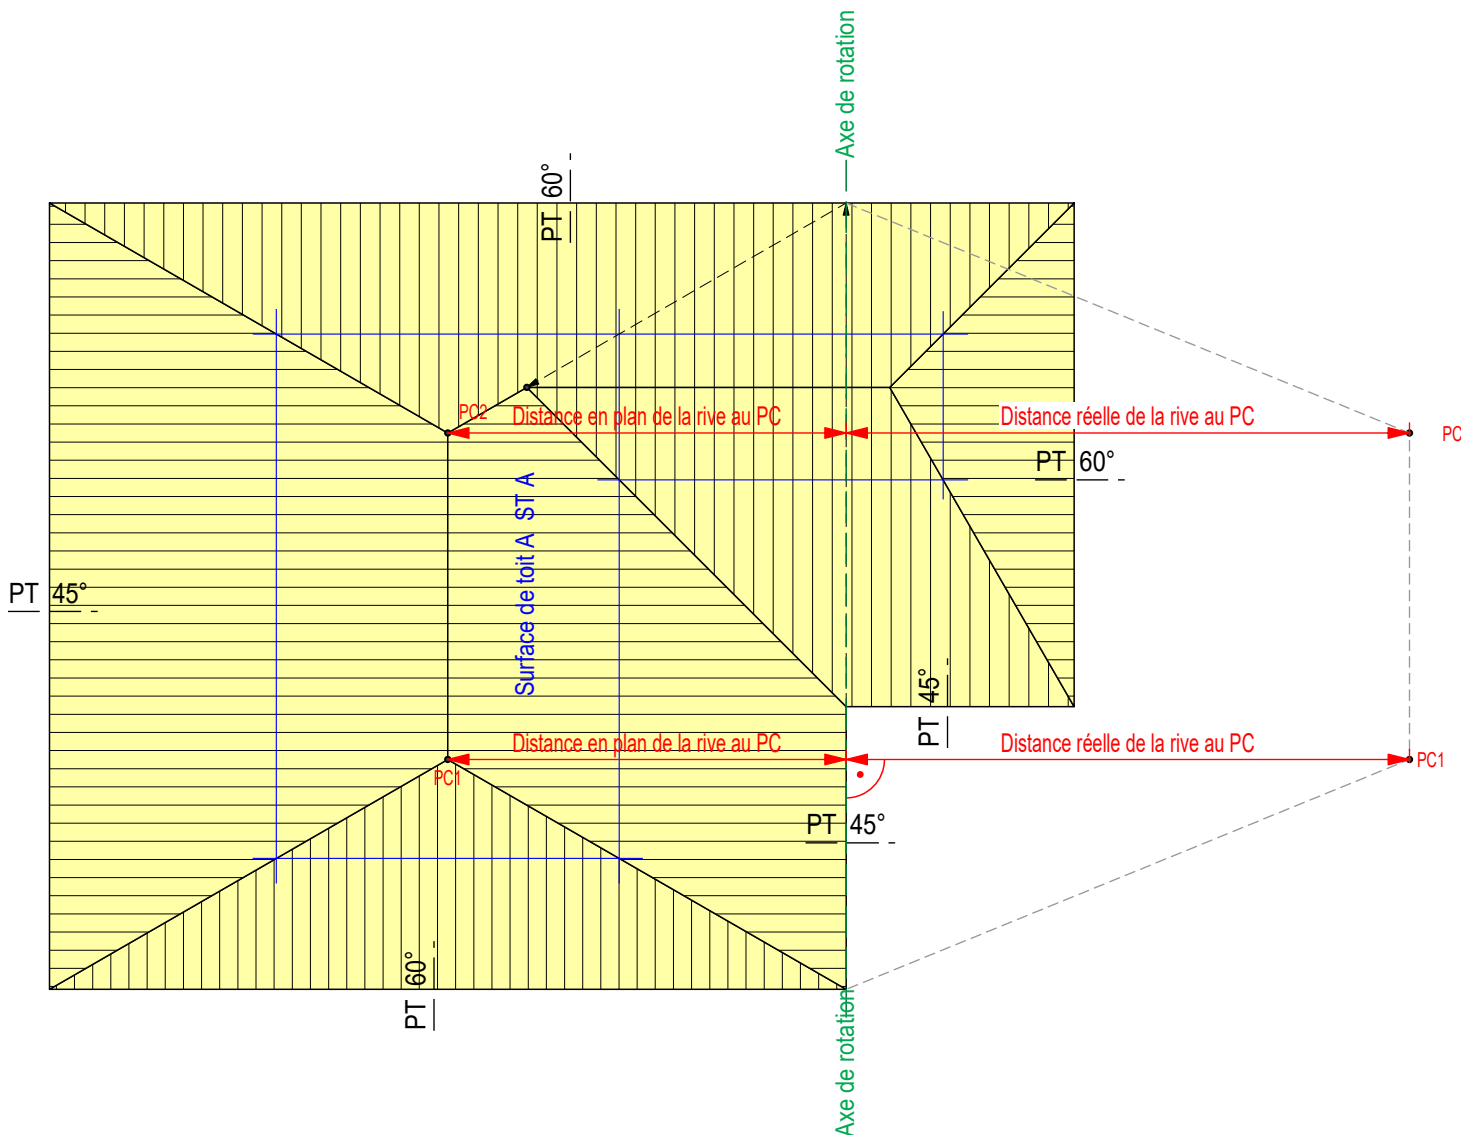 Axe de rotation
PT 60°
PC2
Distance en plan de la rive au PC
Distance réelle de la rive au PC
PC
PT 60°
Surface de toit A ST A
PT 45°
PT 45°
Distance en plan de la rive au PC
Distance réelle de la rive au PC
PC1
PC1
PT 45°
PT 60°
Axe de rotation